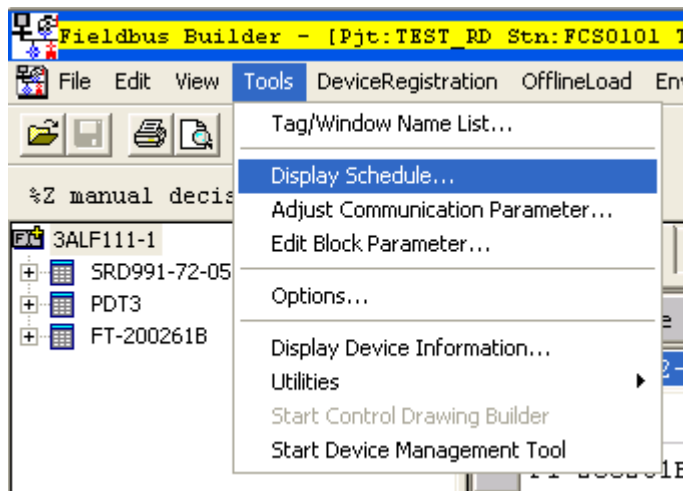 Fieldbus Builder - [Pjt:TEST_RD Stn:FCS0101
File Edit View Tools DeviceRegistration OfflineLoad
Tag/Window Name List...
Display Schedule...
%Z manual
Adjust Communication Parameter...
3ALF111-1
Edit Block Parameter...
SRD991-72-05
PDT3
Options...
FT-200261B
Display Device Information...
Utilities
Start Control Drawing Builder
Start Device Management Tool